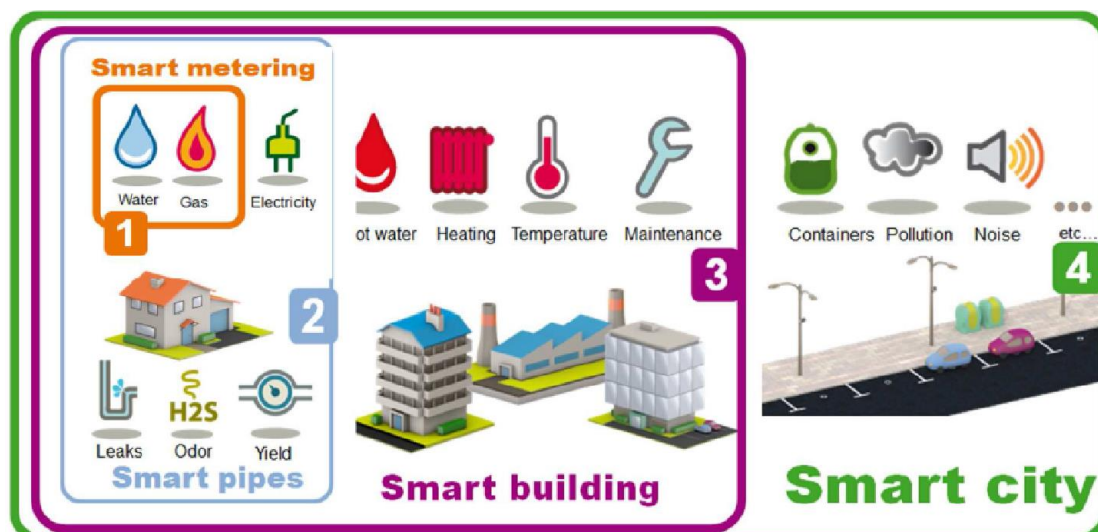 Smart metering
Water
Gas
Electricity
1
2
Leaks
H2S
Odor
Yield
Smart pipes
ot water
Heating
Temperature
Maintenance
3
Smart building
Containers
Pollution
Noise
etc...
4
Smart city